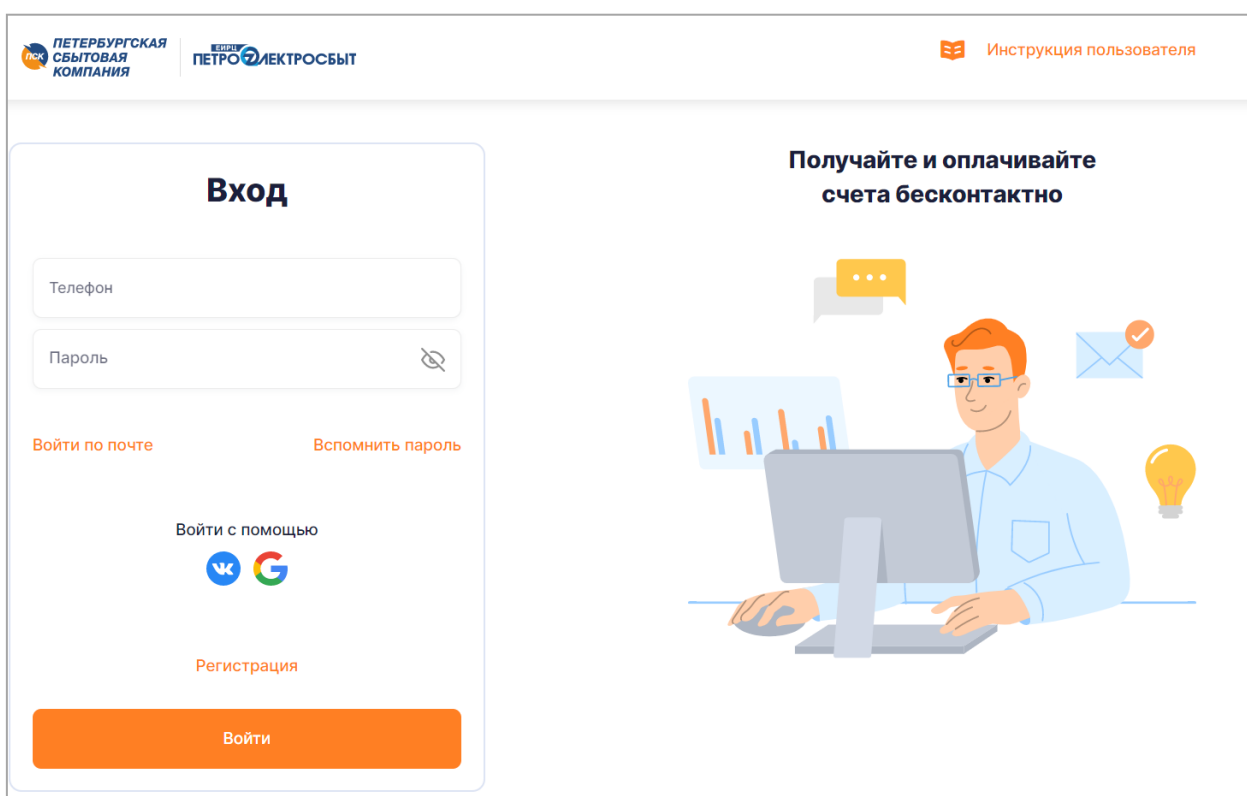 ПЕТЕРБУРГСКАЯ
СБЫТОВАЯ
КОМПАНИЯ
ПСК
ЕИРЦ
ПЕТРОЭЛЕКТРОСБЫТ
Инструкция пользователя
Вход
Телефон
Пароль
Войти по почте
Вспомнить пароль
Войти с помощью
Регистрация
Войти
Получайте и оплачивайте
счета бесконтактно